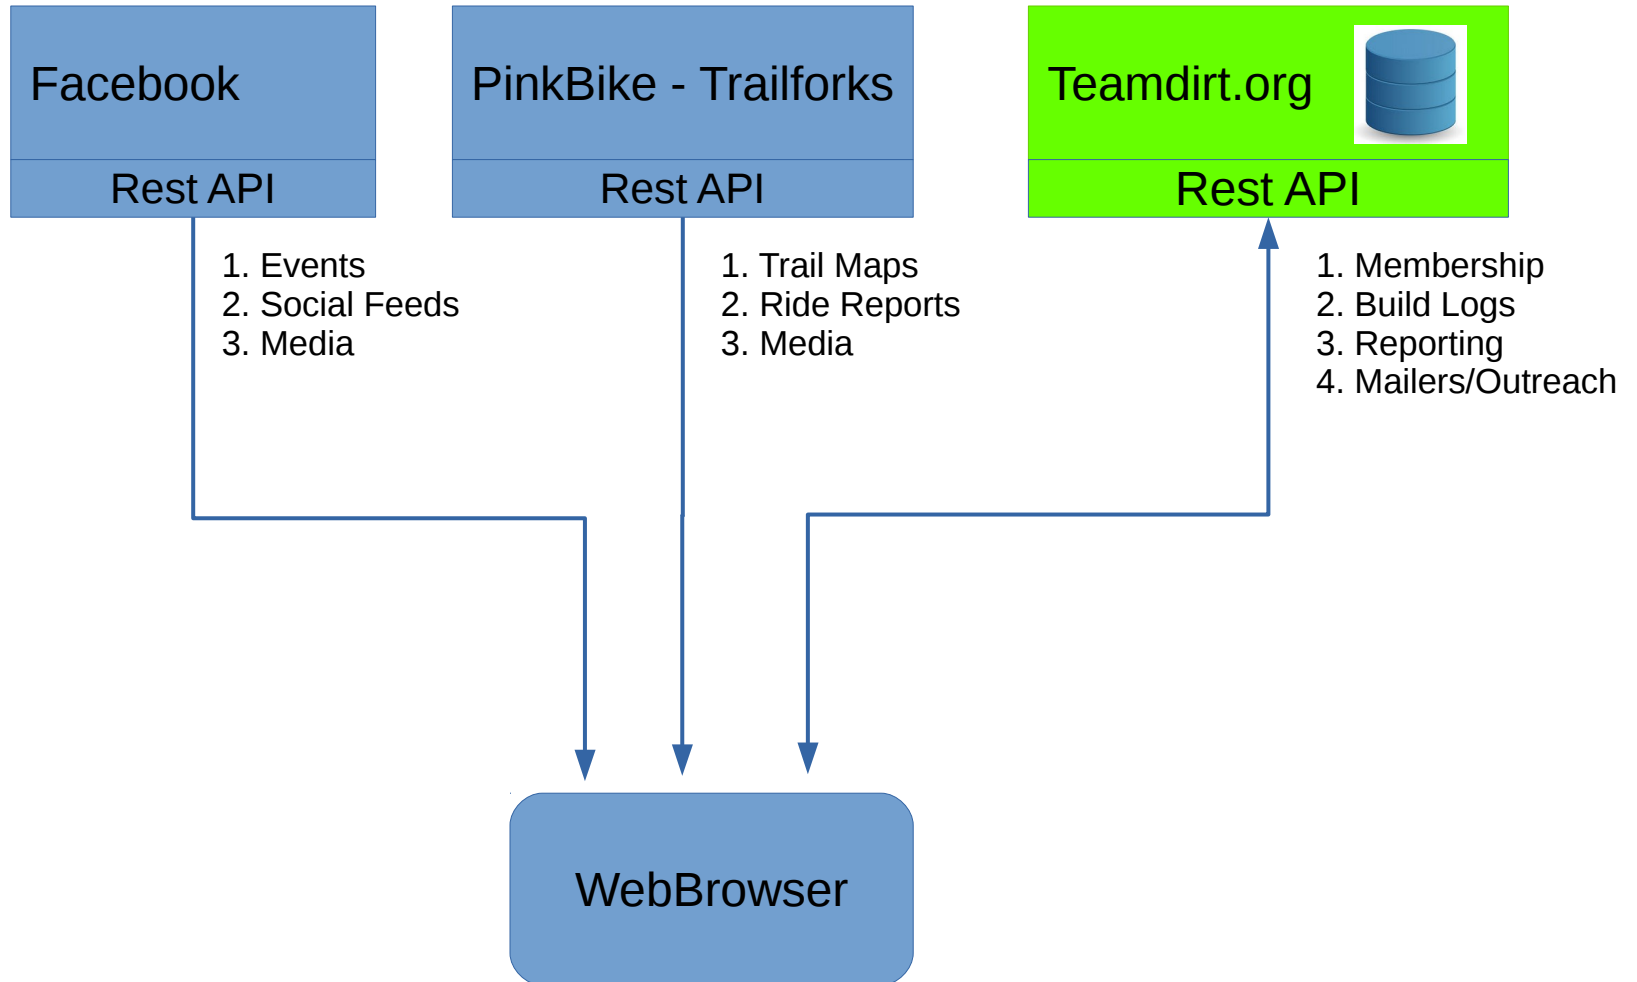 Facebook
Rest API
1. Events
2. Social Feeds
3. Media
PinkBike - Trailforks
Rest API
1. Trail Maps
2. Ride Reports
3. Media
Teamdirt.org
Rest API
1. Membership
2. Build Logs
3. Reporting
4. Mailers/Outreach
WebBrowser